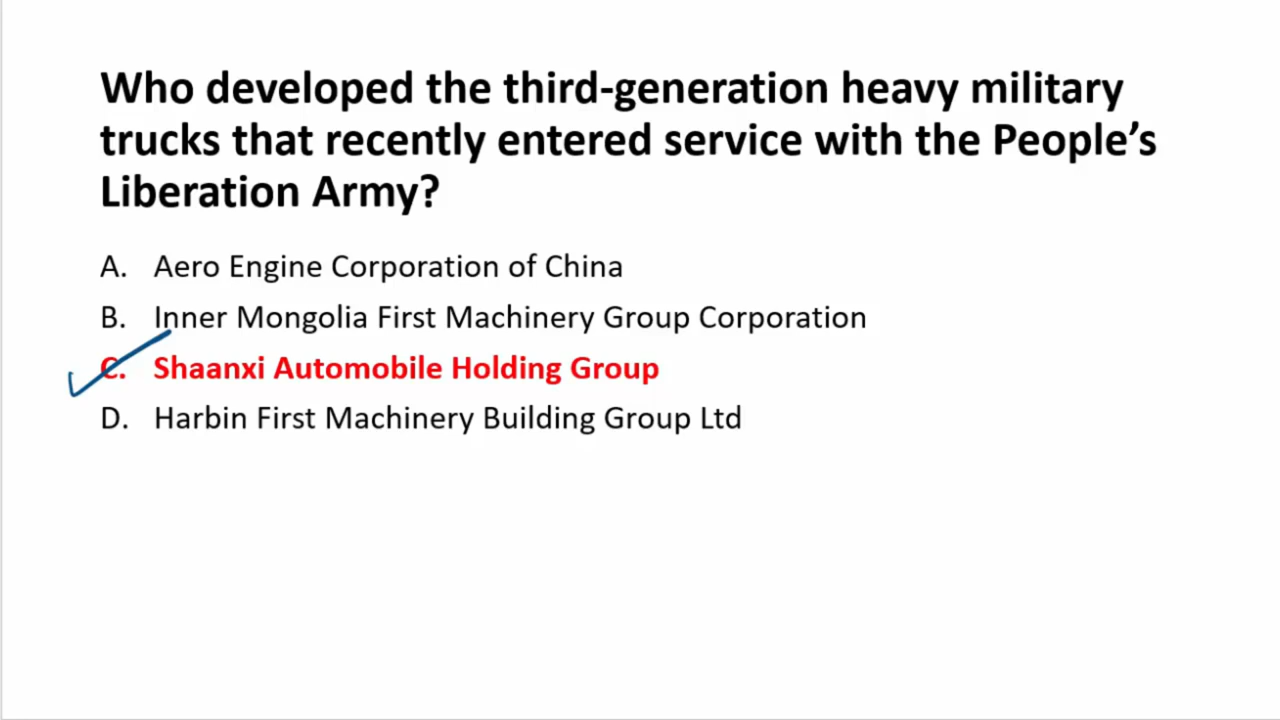 Who developed the third-generation heavy military
trucks that recently entered service with the People’s
Liberation Army?
A. Aero Engine Corporation of China
B. Inner Mongolia First Machinery Group Corporation
C. Shaanxi Automobile Holding Group
D. Harbin First Machinery Building Group Ltd